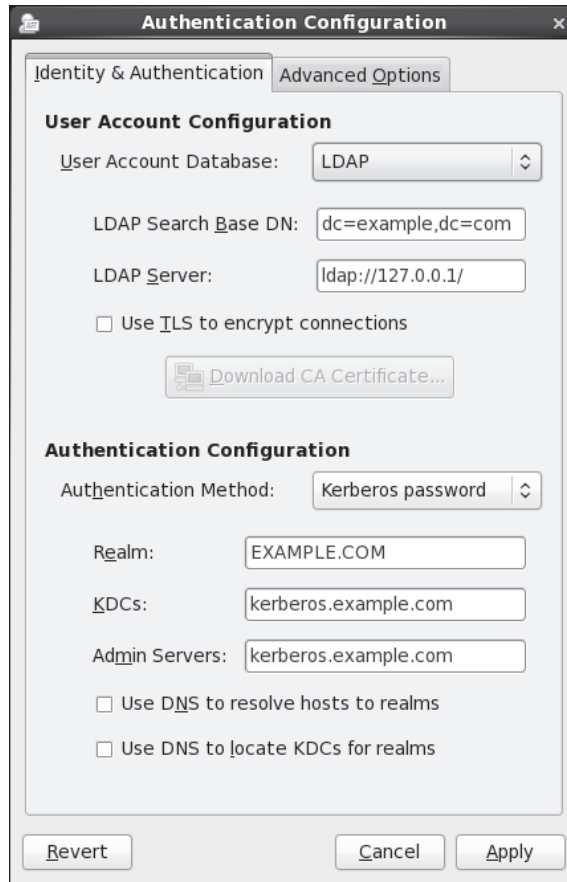 Authentication Configuration
Identity & Authentication
Advanced Options
User Account Configuration
User Account Database: LDAP
LDAP Search Base DN: dc=example,dc=com
LDAP Server: ldap://127.0.0.1/
Use TLS to encrypt connections
Download CA Certificate...
Authentication Configuration
Authentication Method: Kerberos password
Realm: EXAMPLE.COM
KDCs: kerberos.example.com
Admin Servers: kerberos.example.com
Use DNS to resolve hosts to realms
Use DNS to locate KDCs for realms
Revert Cancel Apply